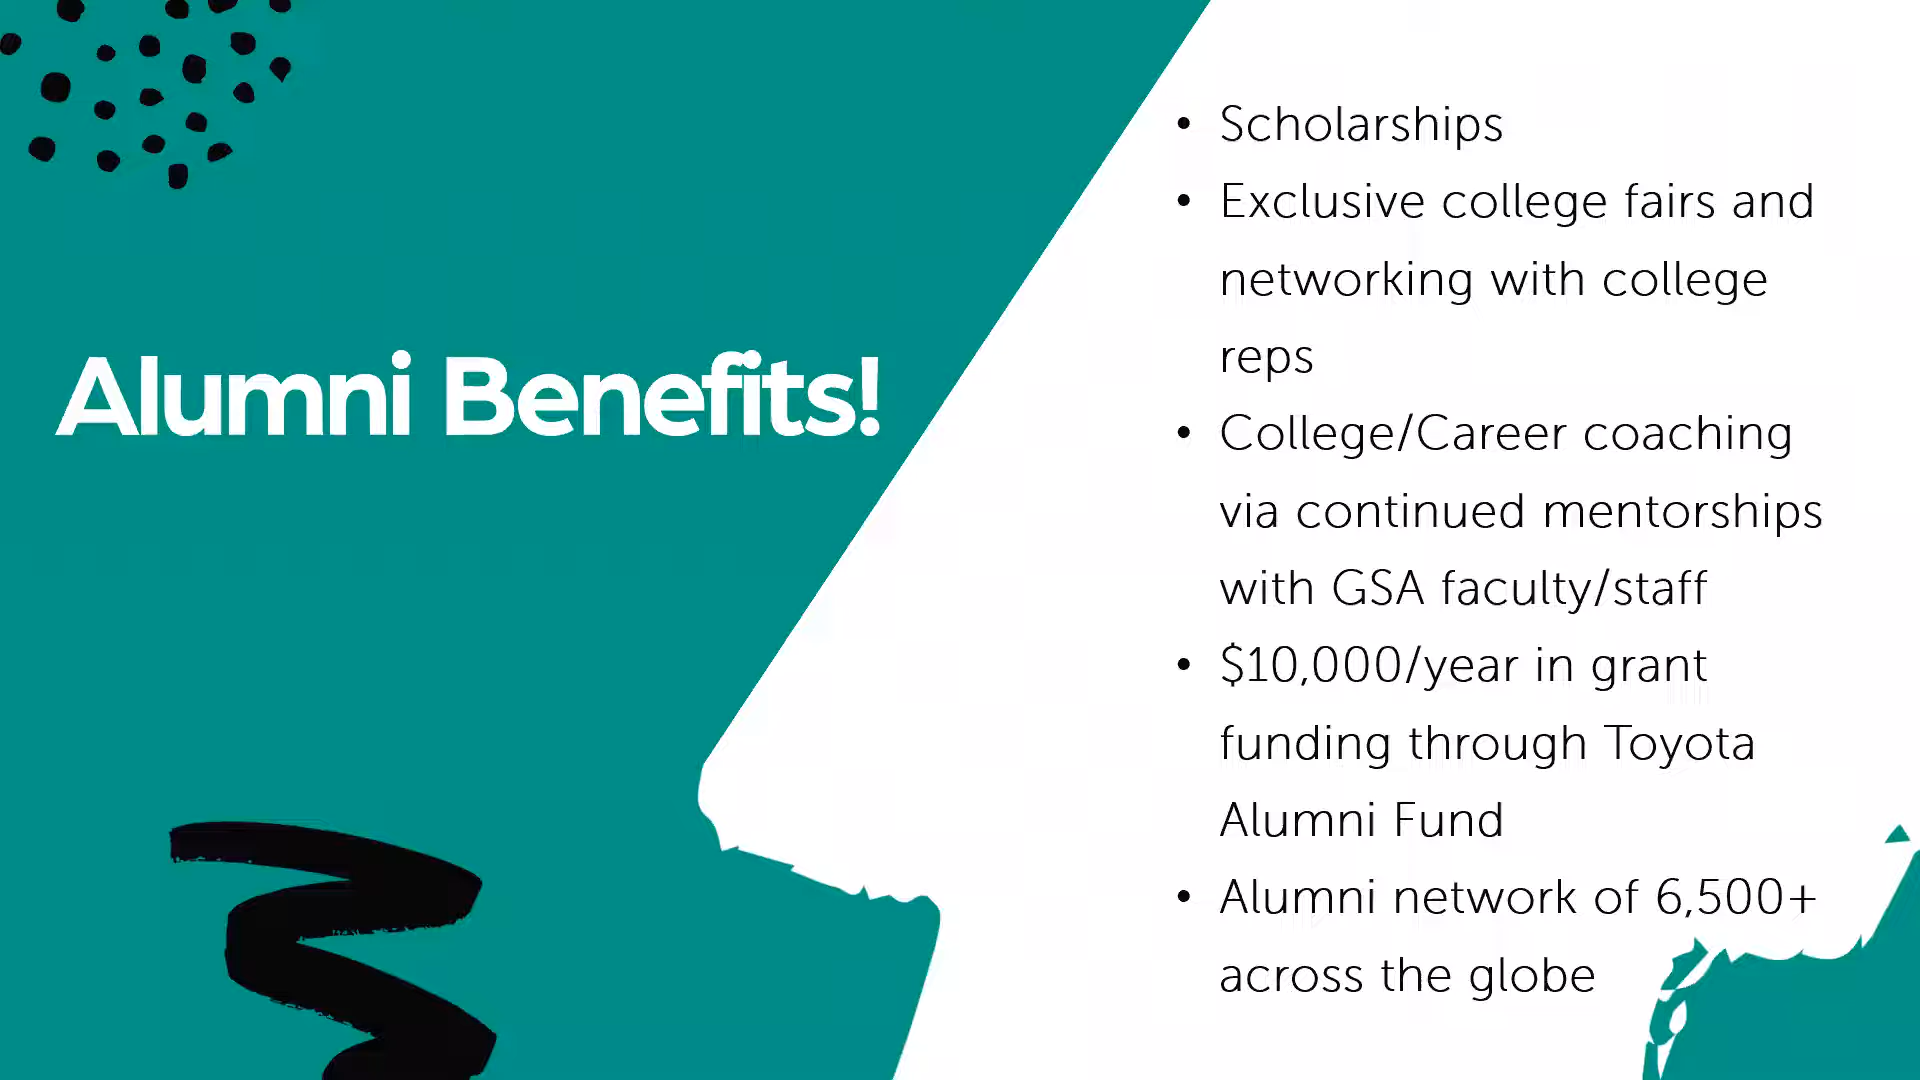 Alumni Benefits!
• Scholarships
• Exclusive college fairs and
networking with college
reps
• College/Career coaching
via continued mentorships
with GSA faculty/staff
• $10,000/year in grant
funding through Toyota
Alumni Fund
• Alumni network of 6,500+
across the globe